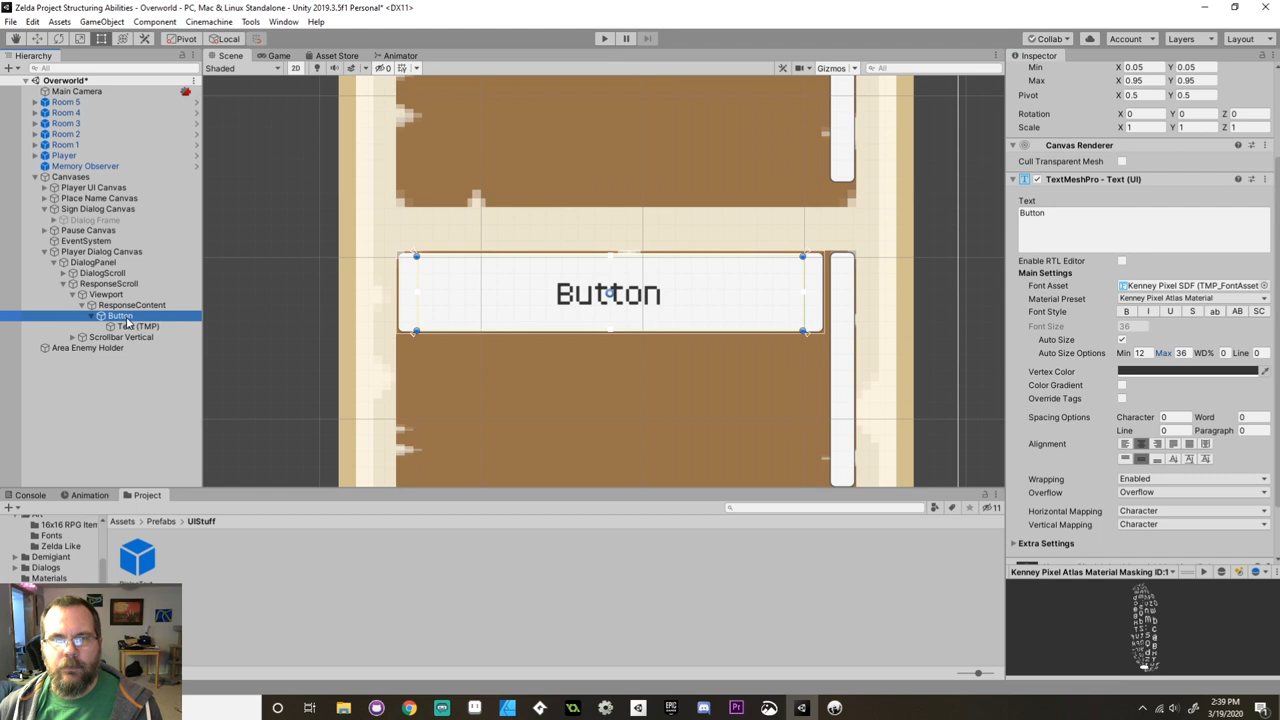 Zelda Project Structuring Abilities - Overworld - PC, Mac & Linux Standalone - Unity 2019.3.5f1 Personal* <DX11>
File Edit Assets GameObject Component Cinemachine Tools Window Help
Pivot Local Collab Account Layers Layout
Hierarchy Scene Game Asset Store Animator Inspector
All Shaded 2D 0 Gizmos All
Min X 0.05 Y 0.05
Max X 0.95 Y 0.95
Pivot X 0.5 Y 0.5
Rotation X 0 Y 0 Z 0
Scale X 1 Y 1 Z 1
Canvas Renderer
Cull Transparent Mesh
TextMeshPro - Text (UI)
Text
Button
Enable RTL Editor
Main Settings
Font Asset Kenney Pixel SDF (TMP_FontAsset
Material Preset Kenney Pixel Atlas Material
Font Style B I U S ab AB SC
Font Size 36
Auto Size
Auto Size Options Min 12 Max 36 WD% 0 Line 0
Vertex Color
Color Gradient
Override Tags
Spacing Options Character 0 Word 0
Line 0 Paragraph 0
Alignment
Wrapping Enabled
Overflow Overflow
Horizontal Mapping Character
Vertical Mapping Character
Extra Settings
Kenney Pixel Atlas Material Masking ID:1
Overworld*
Main Camera
Room 5
Room 4
Room 3
Room 2
Room 1
Player
Memory Observer
Canvases
Player UI Canvas
Place Name Canvas
Sign Dialog Canvas
Dialog Frame
Pause Canvas
EventSystem
Player Dialog Canvas
DialogPanel
DialogScroll
ResponseScroll
Viewport
ResponseContent
Button
Text (TMP)
Scrollbar Vertical
Area Enemy Holder
Button
Console Animation Project
11
Assets Prefabs UIStuff
16x16 RPG Iten
Fonts
Zelda Like
Demigiant
Dialogs
Materials
2:39 PM
3/19/2020